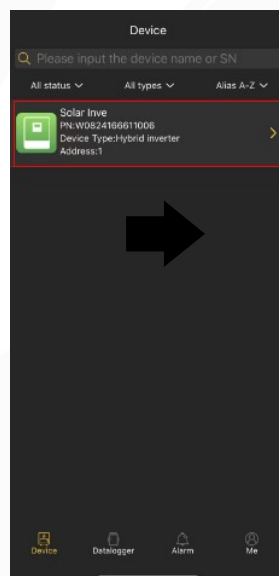 Device
Please input the device name or SN
All status All types Alias A-Z
Solar Inve
PN:W0824166611006
Device Type:Hybrid inverter
Address:1
Device Datalogger Alarm Me